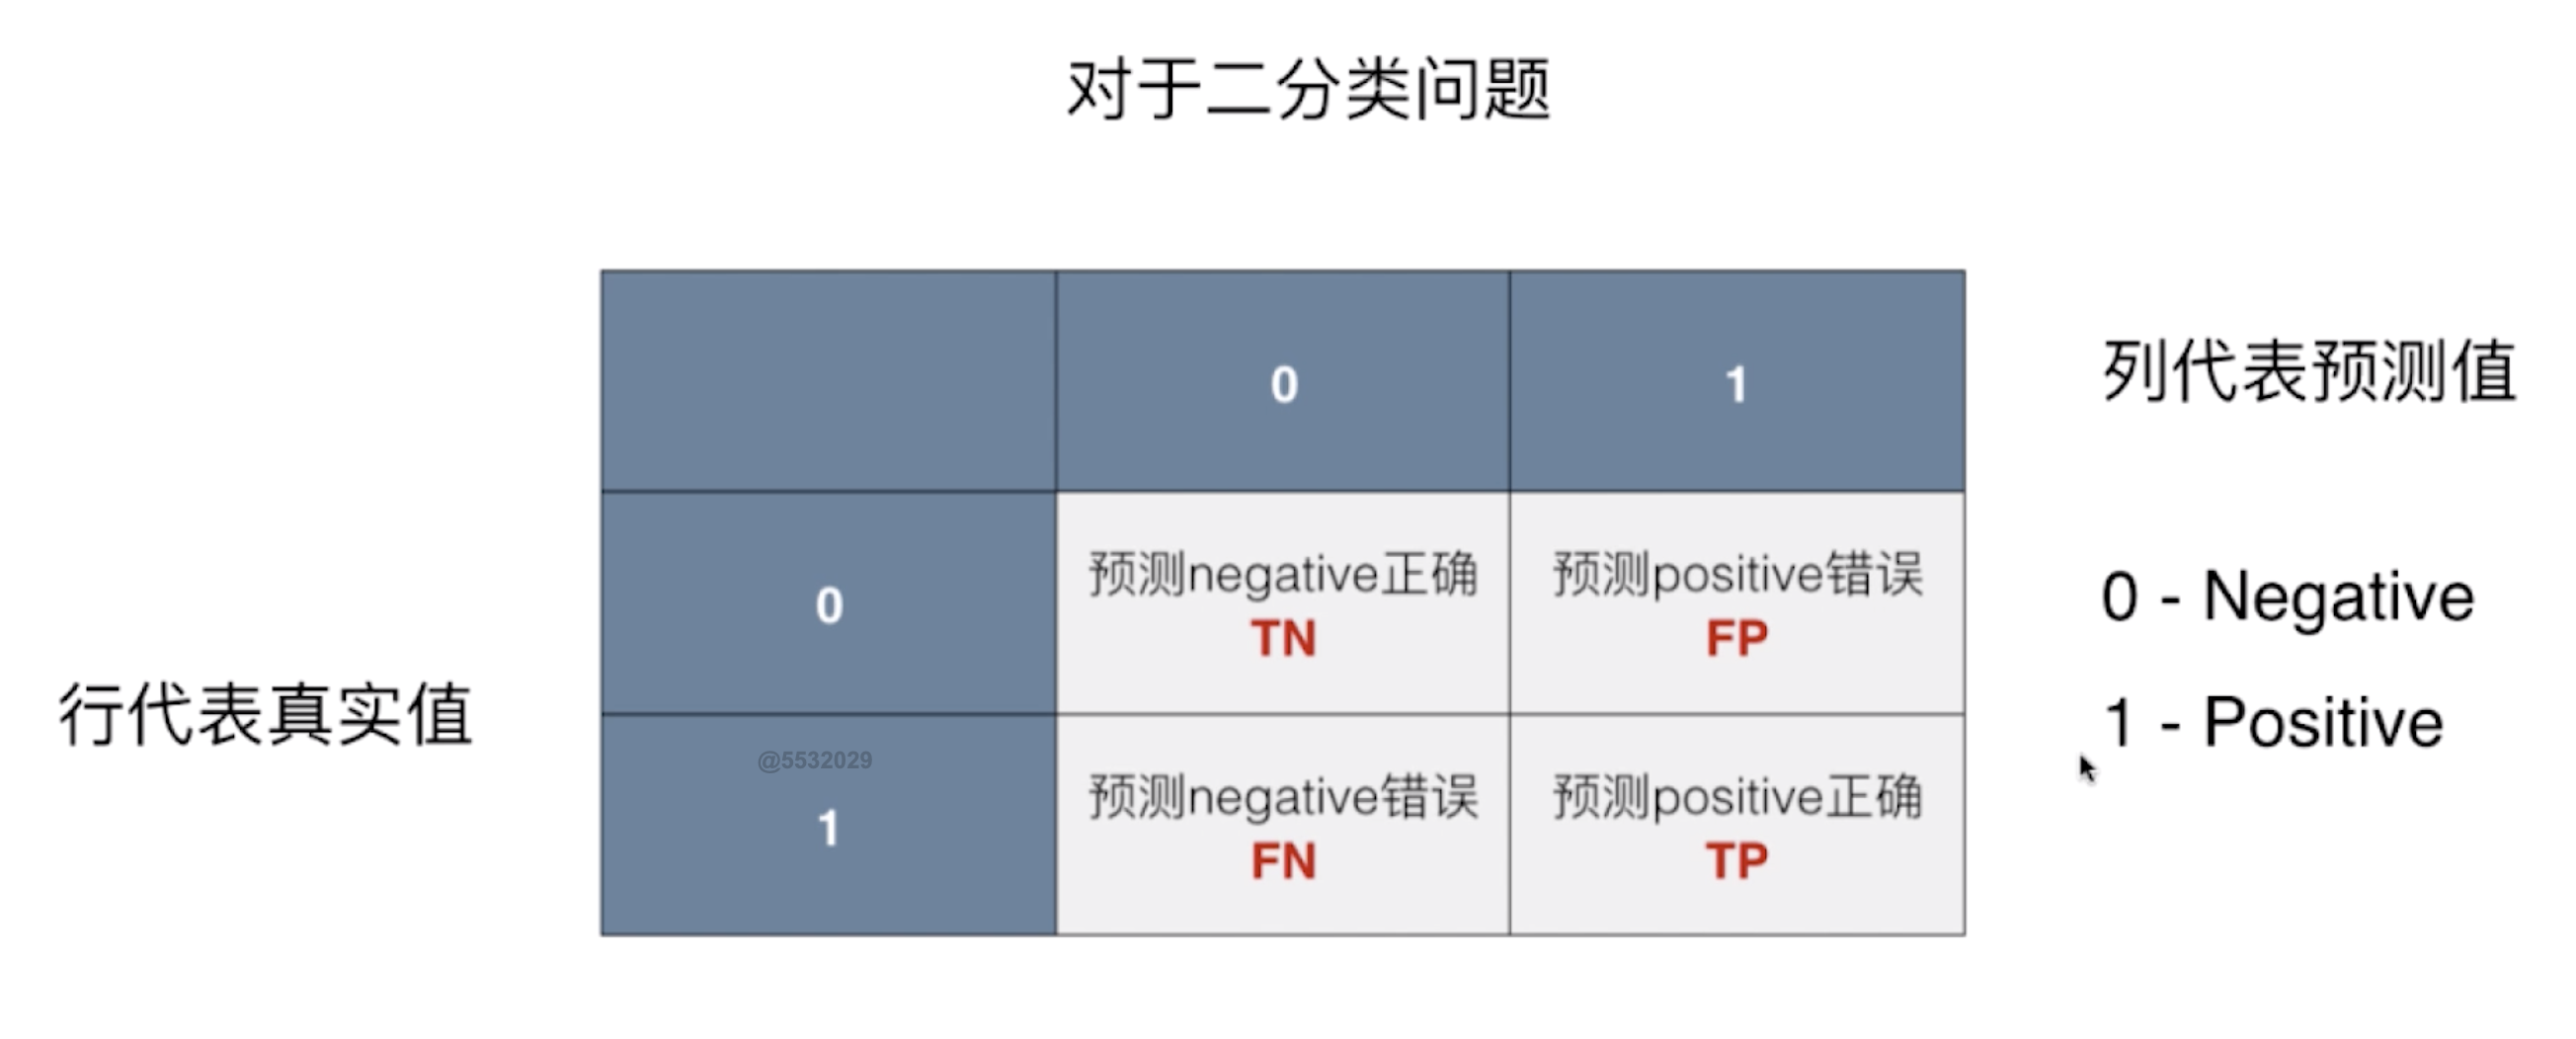 对于二分类问题
0
1
列代表预测值
0
预测negative正确
TN
预测positive错误
FP
0 - Negative
行代表真实值
1 - Positive
@5532029
1
预测negative错误
FN
预测positive正确
TP